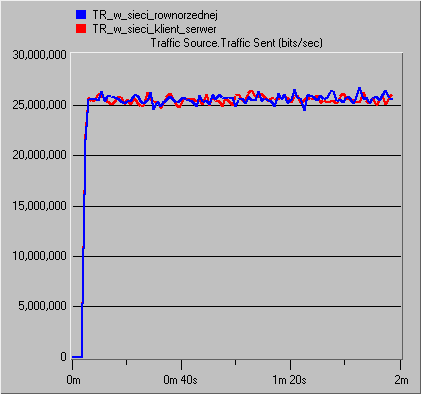 TR_w_sieci_rownorzednej
TR_w_sieci_klient_serwer
Traffic Source.Traffic Sent (bits/sec)
30,000,000
25,000,000
20,000,000
15,000,000
10,000,000
5,000,000
0
0m 0m 40s 1m 20s 2m